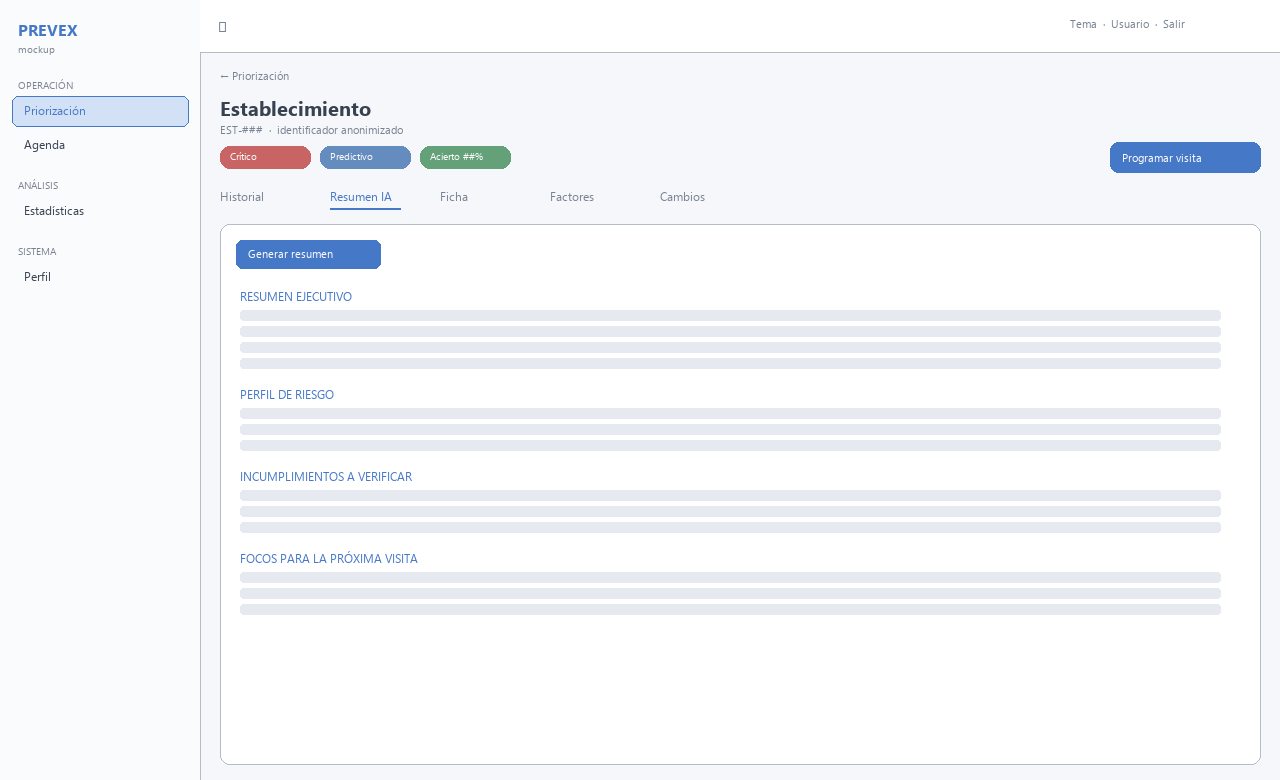 PREVEX
mockup
OPERACIÓN
Priorización
Agenda
ANÁLISIS
Estadísticas
SISTEMA
Perfil
Tema · Usuario · Salir
← Priorización
Establecimiento
EST-### · identificador anonimizado
Crítico Predictivo Acierto ##%
Programar visita
Historial Resumen IA Ficha Factores Cambios
Generar resumen
RESUMEN EJECUTIVO
PERFIL DE RIESGO
INCUMPLIMIENTOS A VERIFICAR
FOCOS PARA LA PRÓXIMA VISITA